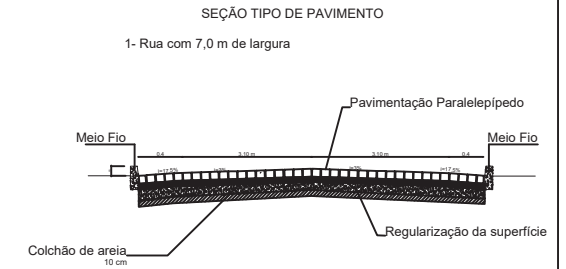 SEÇÃO TIPO DE PAVIMENTO
1- Rua com 7,0 m de largura
Pavimentação Paralelepípedo
Meio Fio
Meio Fio
0.4 3.10 m 3.10 m 0.4
i=17.5% i=3% i=3% i=17.5%
Regularização da superfície
Colchão de areia
10 cm